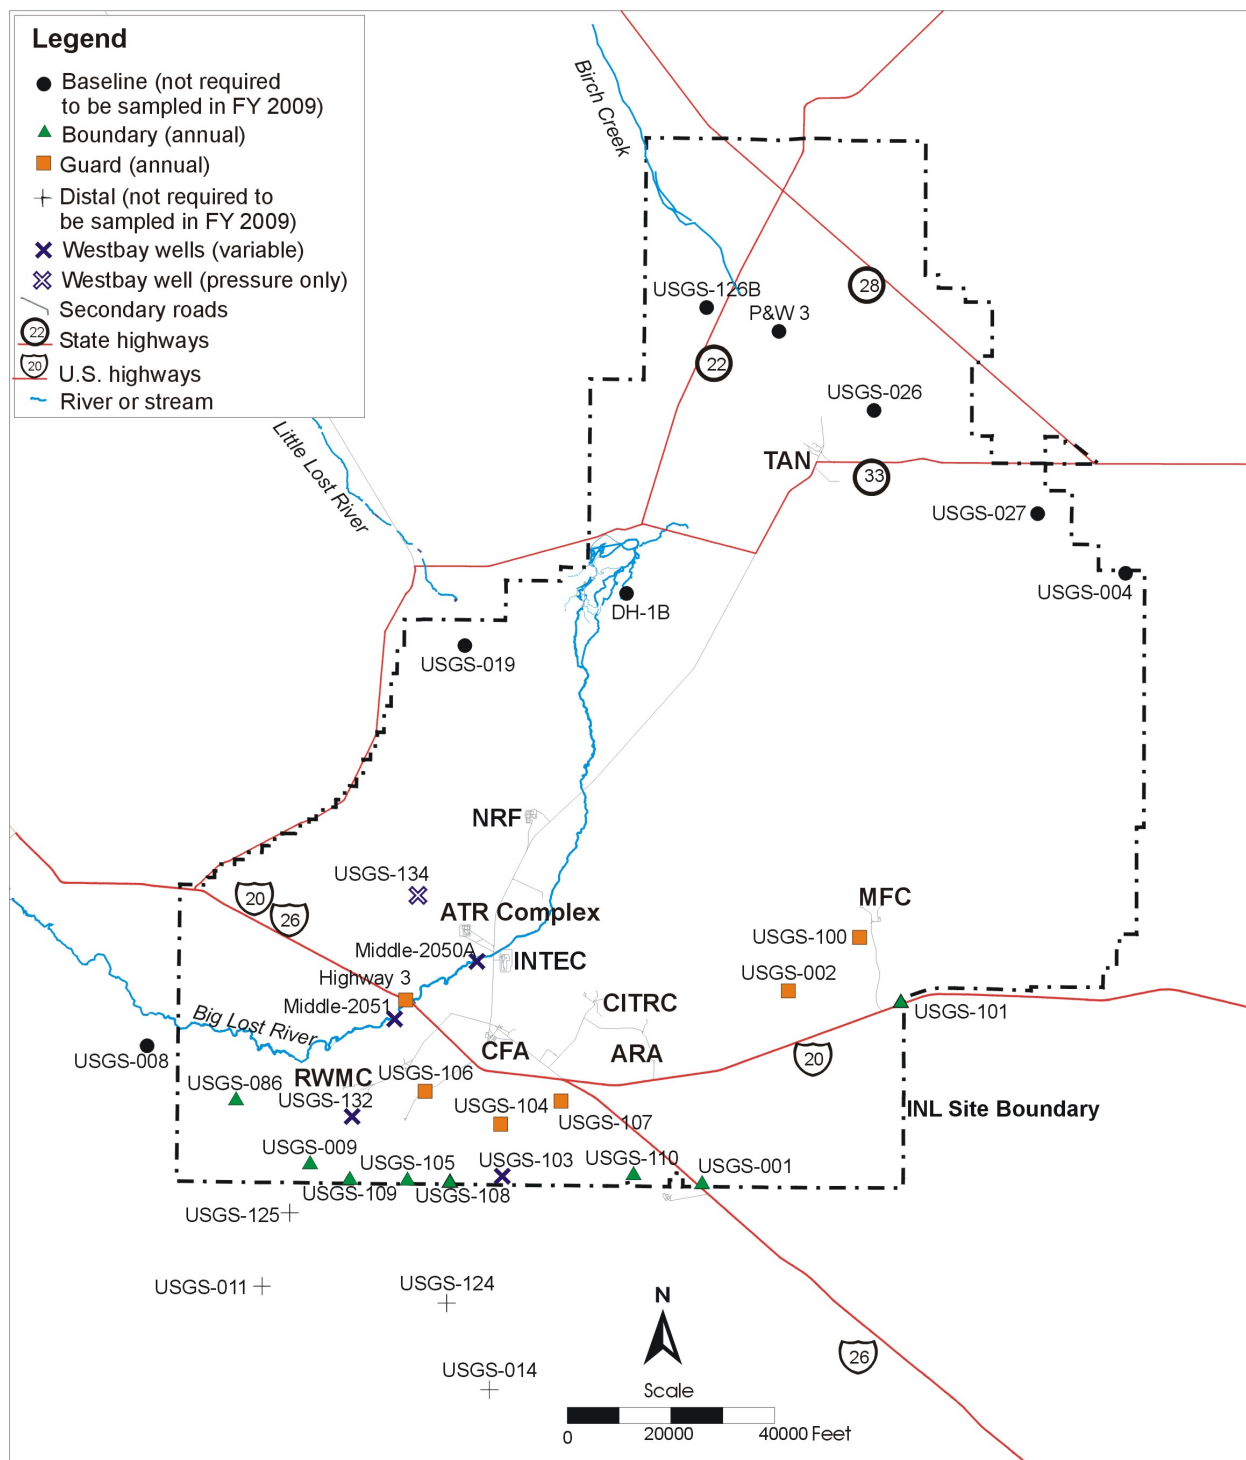 Legend
Baseline (not required
to be sampled in FY 2009)
Boundary (annual)
Guard (annual)
Distal (not required to
be sampled in FY 2009)
Westbay wells (variable)
Westbay well (pressure only)
Secondary roads
22
State highways
20
U.S. highways
River or stream
Birch Creek
USGS-126B
28
P&W 3
22
USGS-026
Little Lost River
TAN
33
USGS-027
USGS-004
DH-1B
USGS-019
NRF
USGS-134
20
26
MFC
ATR Complex
USGS-100
Middle-2050A
INTEC
USGS-002
Highway 3
Middle-2051
CITRC
USGS-101
Big Lost River
CFA
ARA
20
USGS-008
RWMC
USGS-106
USGS-086
USGS-132
USGS-104
USGS-107
INL Site Boundary
USGS-009
USGS-105
USGS-103
USGS-110
USGS-001
USGS-109
USGS-108
USGS-125
USGS-011
USGS-124
N
26
USGS-014
Scale
0
20000
40000 Feet